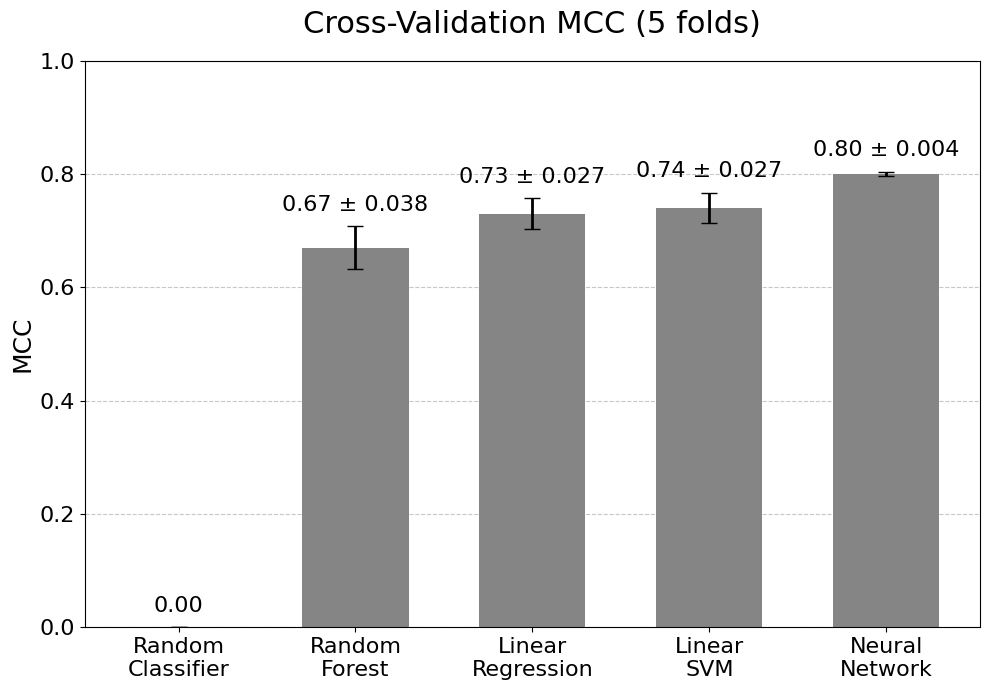 Cross-Validation MCC (5 folds)
MCC
1.0
0.8
0.6
0.4
0.2
0.0
0.00
0.67 ± 0.038
0.73 ± 0.027
0.74 ± 0.027
0.80 ± 0.004
Random
Classifier
Random
Forest
Linear
Regression
Linear
SVM
Neural
Network